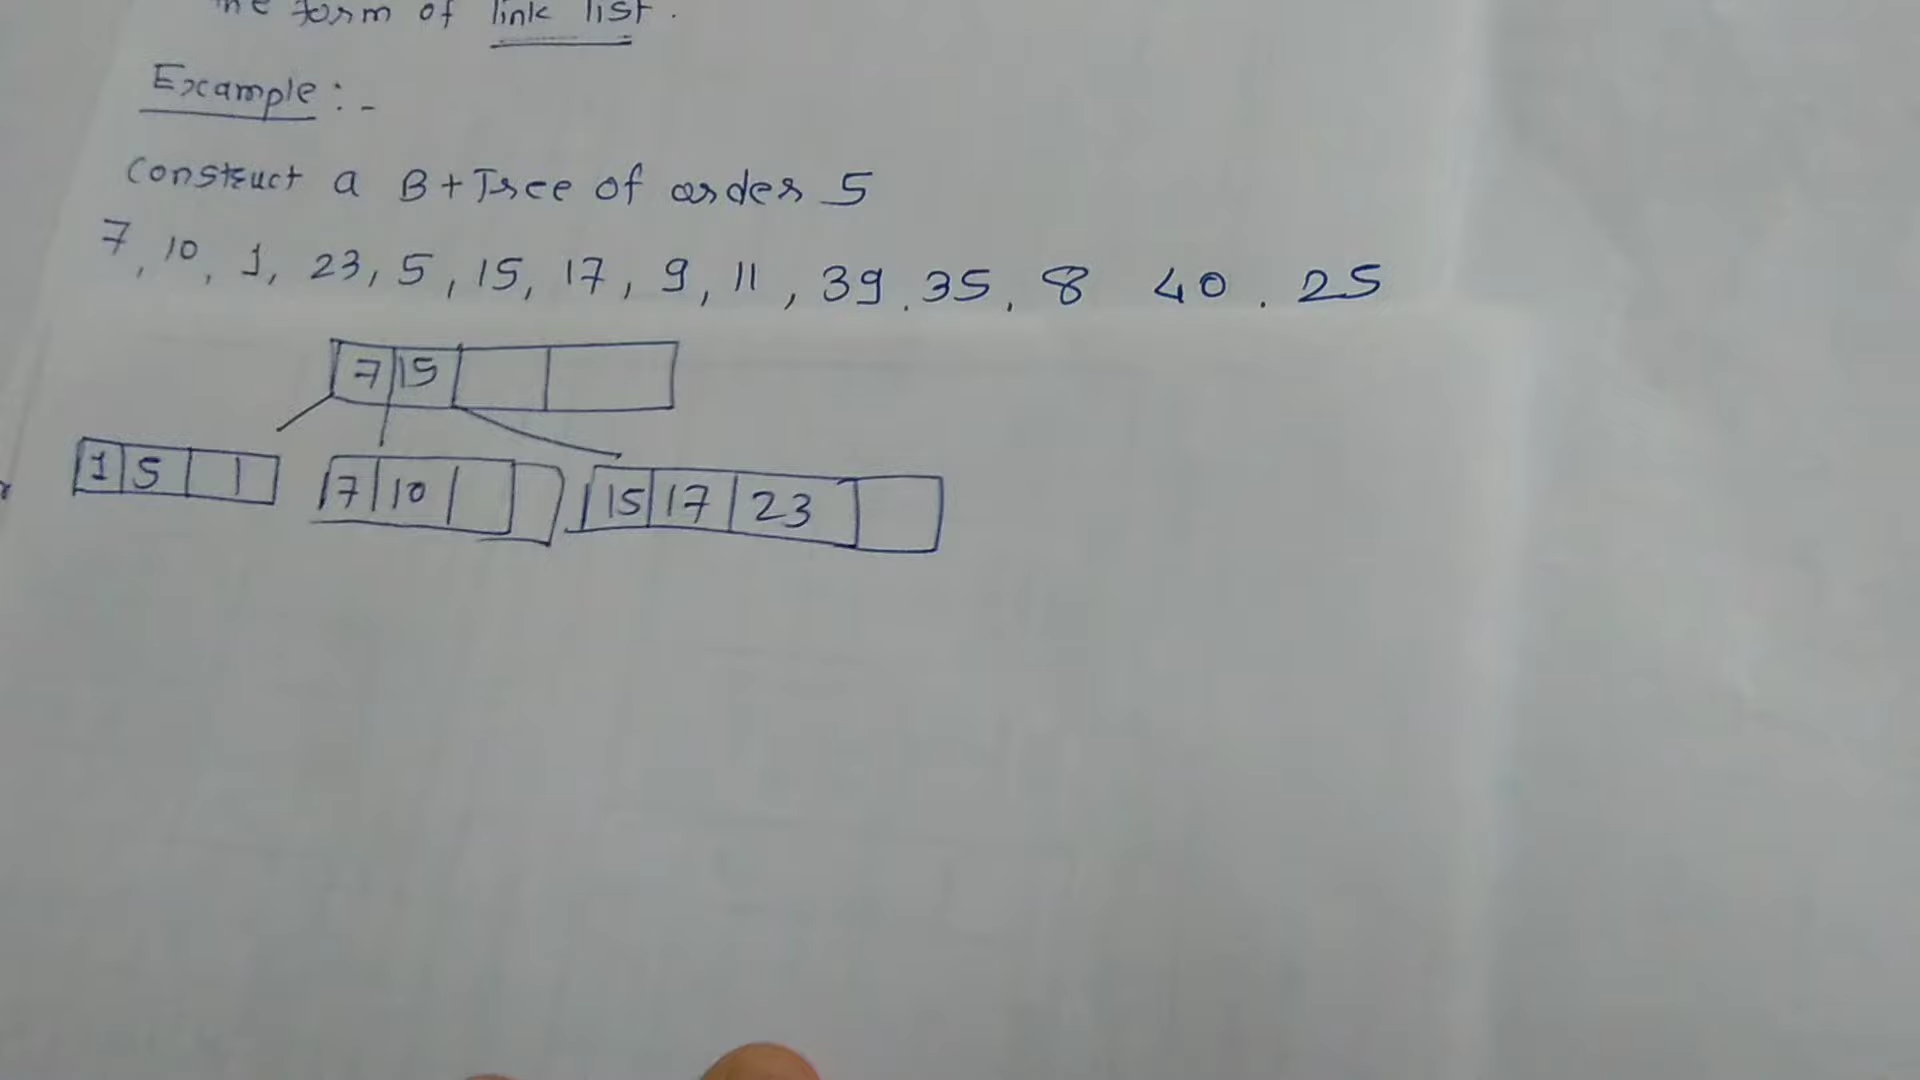 the form of link list.
Example :-
Construct a B+Tree of order 5
7, 10, 1, 23, 5, 15, 17, 9, 11, 39. 35. 8 40. 25
7 15
1 5
7 10
15 17 23